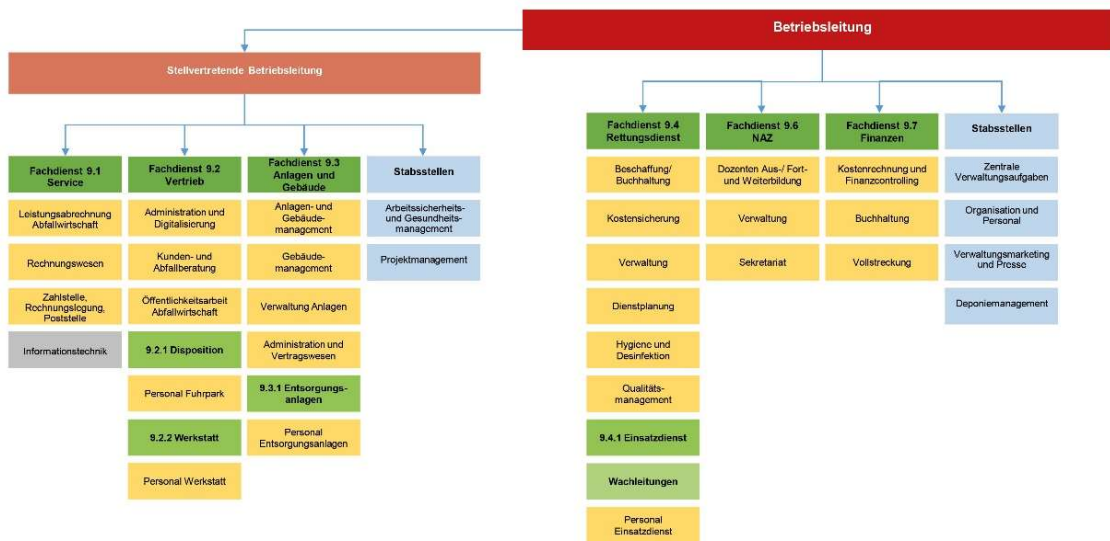 Betriebsleitung
Stellvertretende Betriebsleitung
Fachdienst 9.1
Service
Leistungsabrechnung
Abfallwirtschaft
Rechnungswesen
Zahlstelle,
Rechnungslegung,
Poststelle
Informationstechnik
Fachdienst 9.2
Vertrieb
Administration und
Digitalisierung
Kunden- und
Abfallberatung
Öffentlichkeitsarbeit
Abfallwirtschaft
9.2.1 Disposition
Personal Fuhrpark
9.2.2 Werkstatt
Personal Werkstatt
Fachdienst 9.3
Anlagen und
Gebäude
Anlagen- und
Gebäude-
management
Gebäude-
management
Verwaltung Anlagen
Administration und
Vertragswesen
9.3.1 Entsorgungs-
anlagen
Personal
Entsorgungsanlagen
Stabsstellen
Arbeitssicherheits-
und Gesundheits-
management
Projektmanagement
Fachdienst 9.4
Rettungsdienst
Beschaffung/
Buchhaltung
Kostensicherung
Verwaltung
Dienstplanung
Hygiene und
Desinfektion
Qualitäts-
management
9.4.1 Einsatzdienst
Wachleitungen
Personal
Einsatzdienst
Fachdienst 9.6
NAZ
Dozenten Aus-/ Fort-
und Weiterbildung
Verwaltung
Sekretariat
Fachdienst 9.7
Finanzen
Kostenrechnung und
Finanzcontrolling
Buchhaltung
Vollstreckung
Stabsstellen
Zentrale
Verwaltungsaufgaben
Organisation und
Personal
Verwaltungsmarketing
und Presse
Deponiemanagement